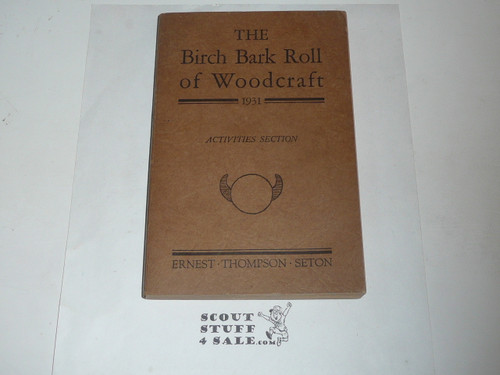 THE
Birch Bark Roll
of Woodcraft
1931
ACTIVITIES SECTION
ERNEST · THOMPSON · SETON
SCOUT
STUFF
4 SALE.com